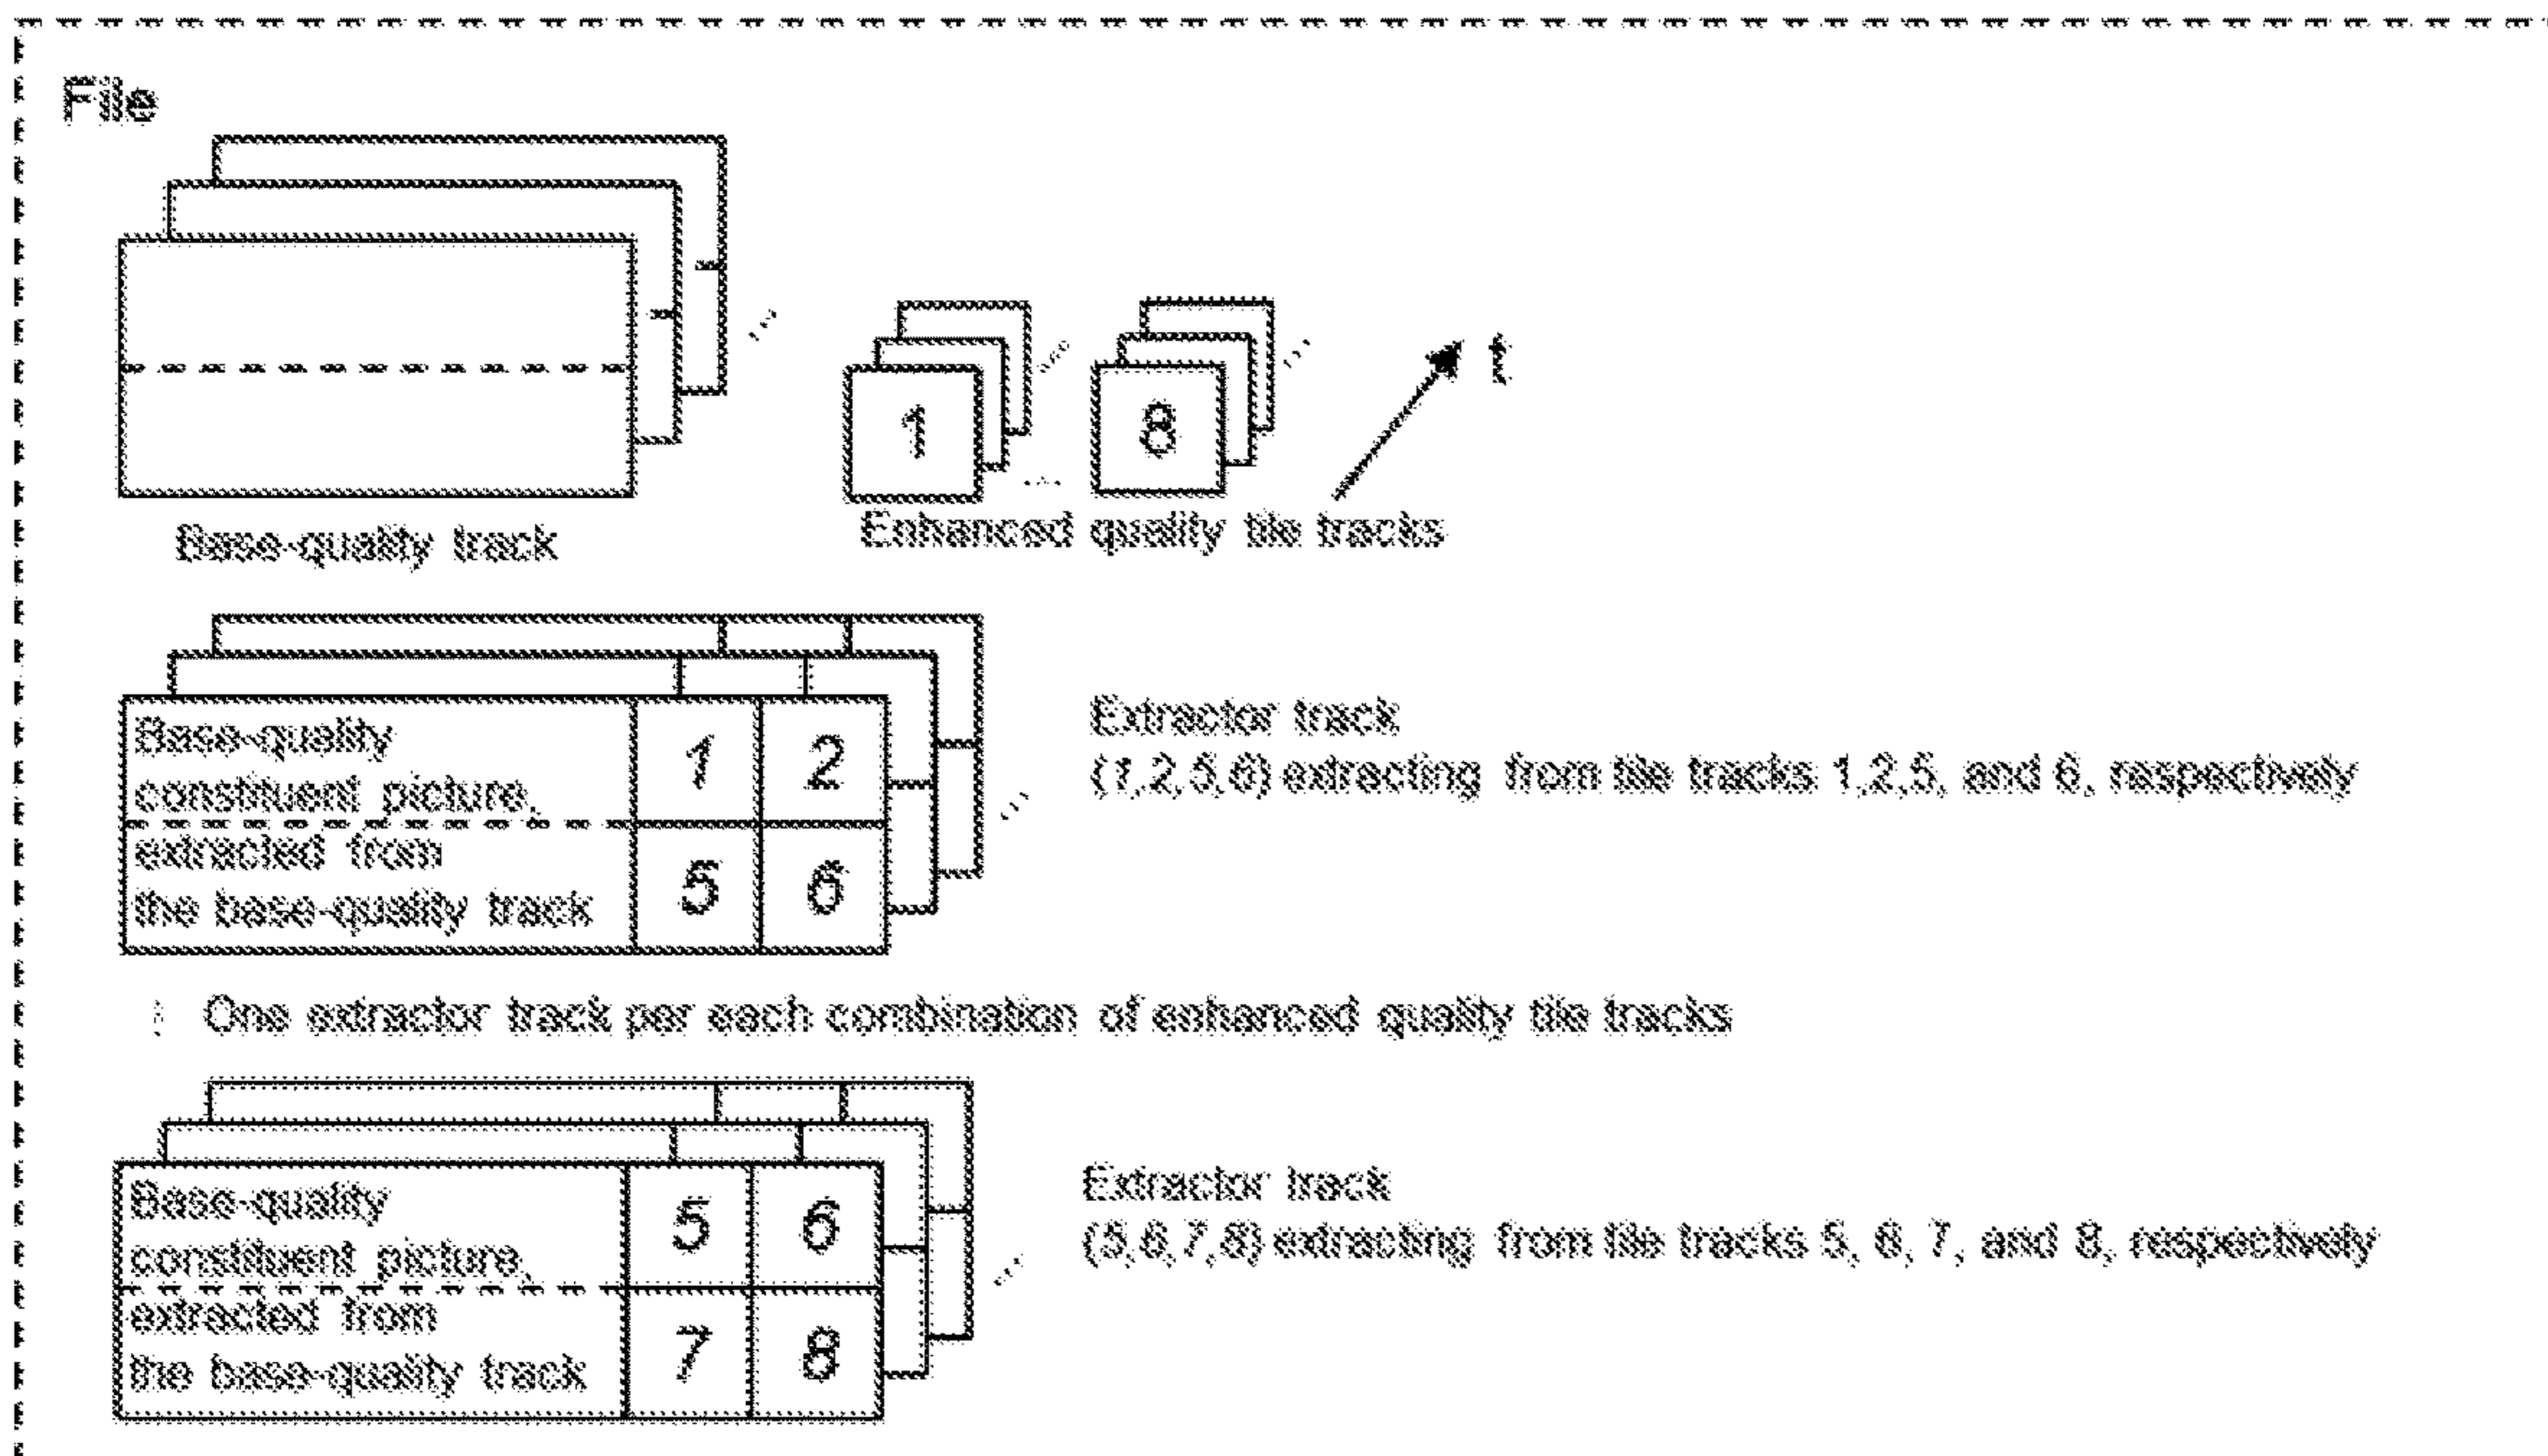 File
1
8
t
...
Base-quality track
Enhanced quality tile tracks
Base-quality
constituent picture,
extracted from
the base-quality track
1
2
5
6
Extractor track
(1,2,5,6) extracting from tile tracks 1,2,5, and 6, respectively
One extractor track per each combination of enhanced quality tile tracks
Base-quality
constituent picture,
extracted from
the base-quality track
5
6
7
8
Extractor track
(5,6,7,8) extracting from tile tracks 5, 6, 7, and 8, respectively